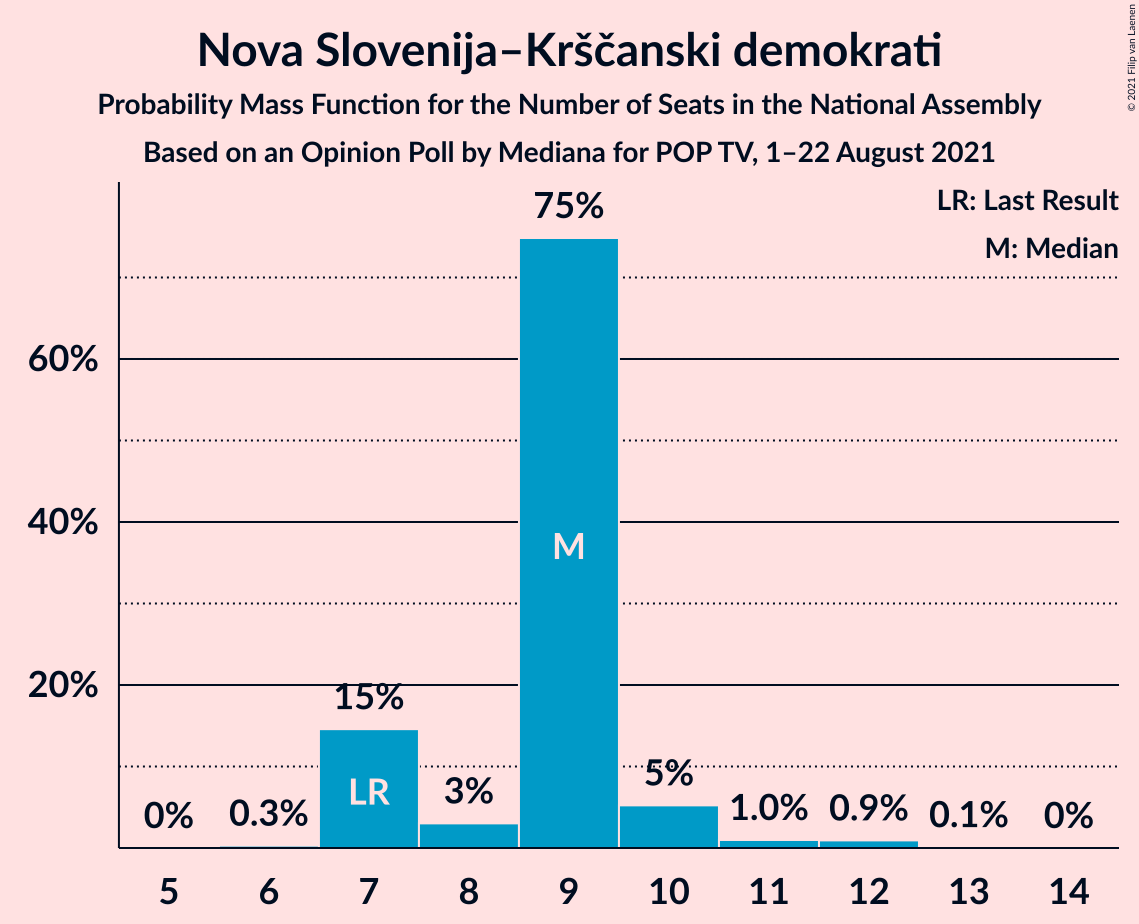 Nova Slovenija–Krščanski demokrati
Probability Mass Function for the Number of Seats in the National Assembly
Based on an Opinion Poll by Mediana for POP TV, 1–22 August 2021
© 2021 Filip van Laenen
LR: Last Result
M: Median
75%
60%
40%
M
20%
15%
LR
0%
0.3%
3%
5%
1.0%
0.9%
0.1%
0%
5 6 7 8 9 10 11 12 13 14